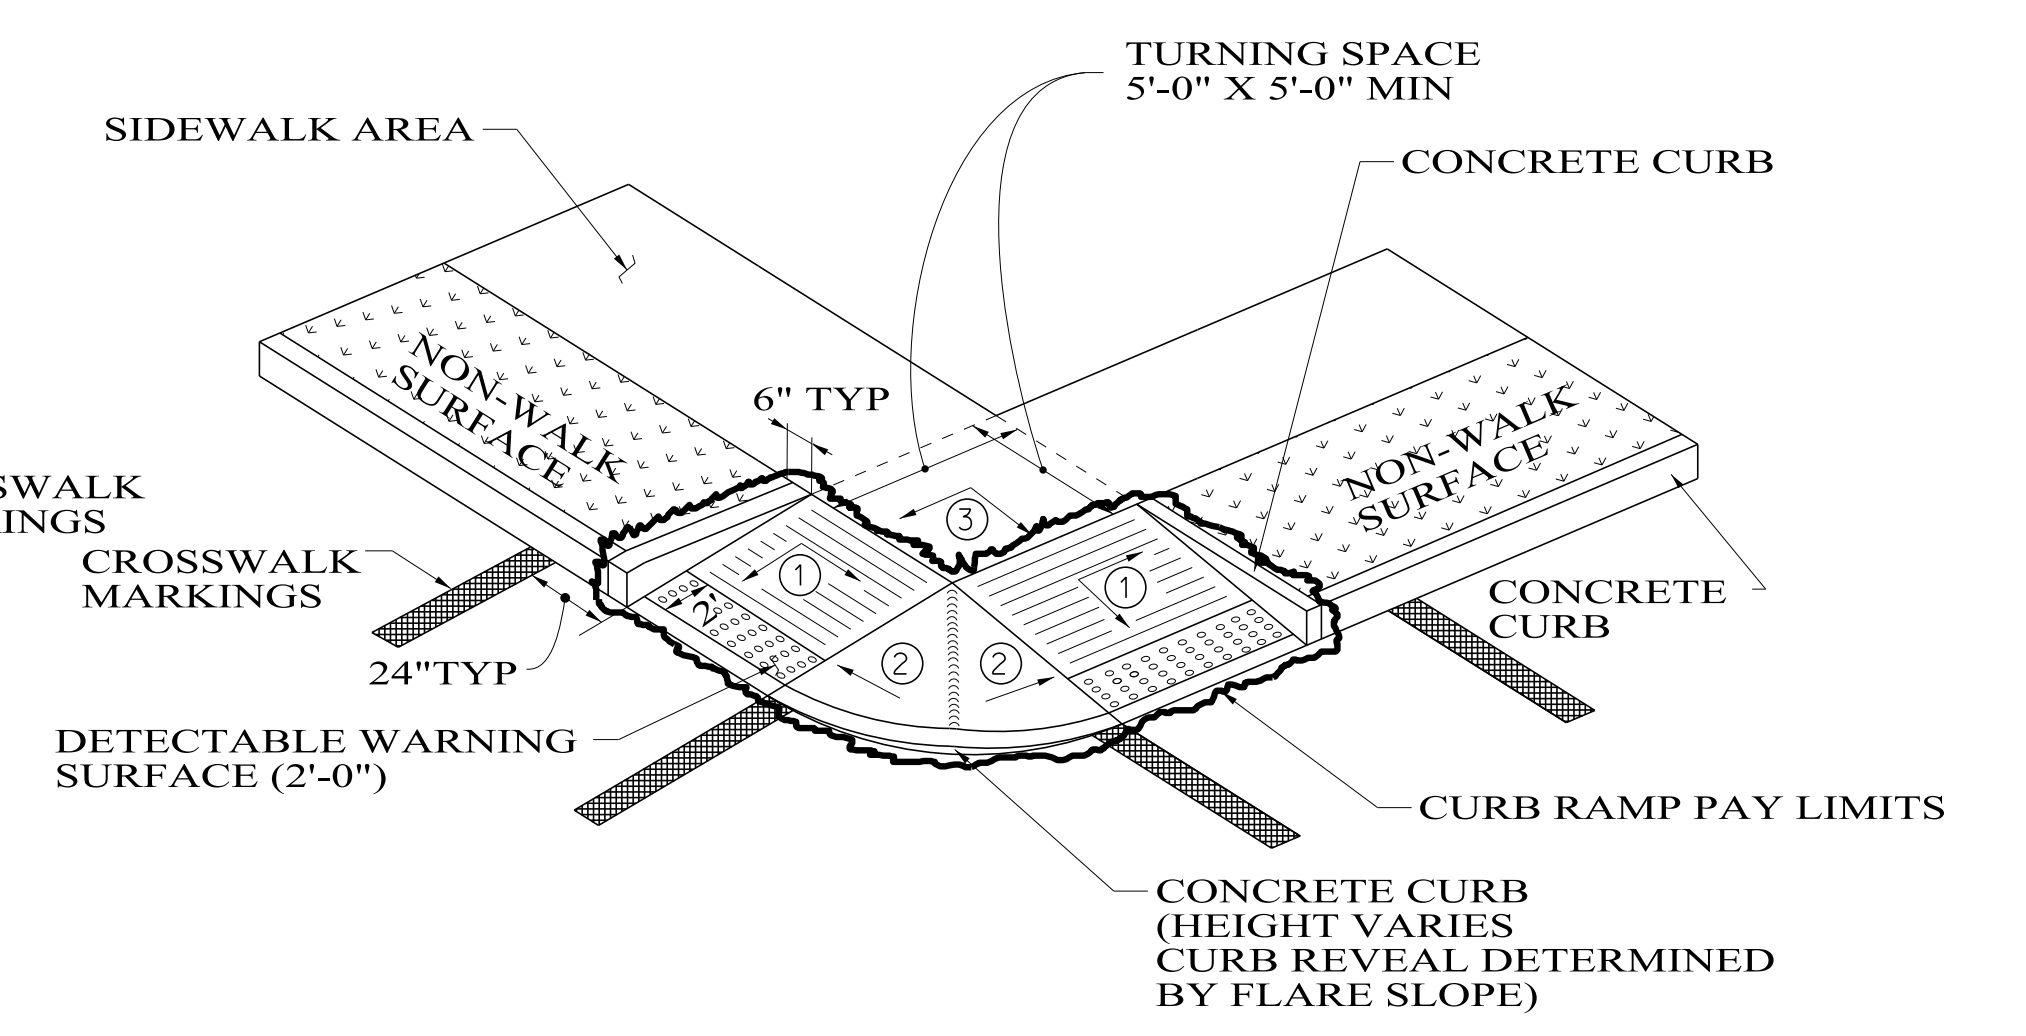 TURNING SPACE
5'-0" X 5'-0" MIN
SIDEWALK AREA
CONCRETE CURB
NON-WALK
SURFACE
6" TYP
NON-WALK
SURFACE
SWALK
INGS
CROSSWALK
MARKINGS
3
1
1
2'
CONCRETE
CURB
24"TYP
2
2
DETECTABLE WARNING
SURFACE (2'-0")
CURB RAMP PAY LIMITS
CONCRETE CURB
(HEIGHT VARIES
CURB REVEAL DETERMINED
BY FLARE SLOPE)